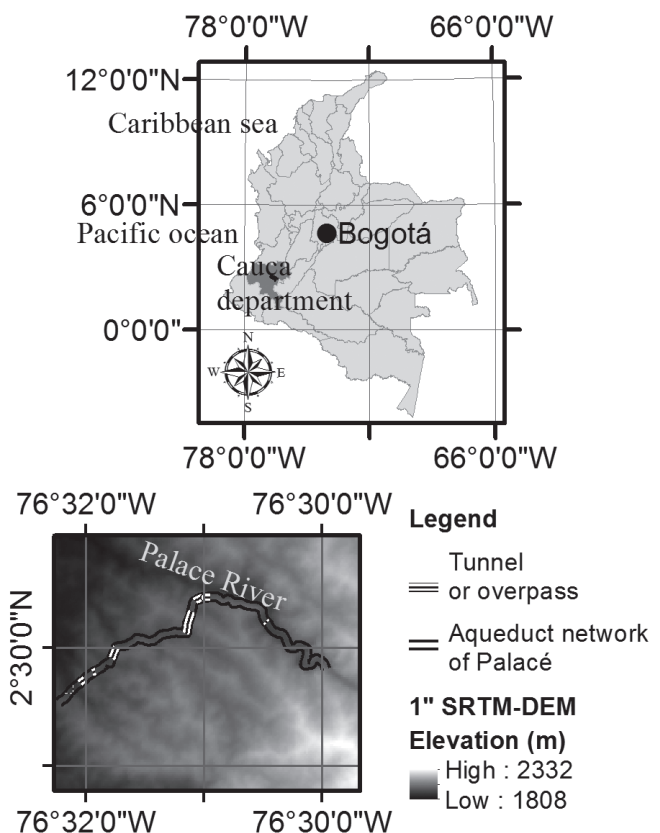 78°0'0"W 66°0'0"W
12°0'0"N
Caribbean sea
6°0'0"N
Pacific ocean
Bogotá
Cauca
department
0°0'0"
N
W E
S
78°0'0"W 66°0'0"W
76°32'0"W 76°30'0"W
Palace River
2°30'0"N
76°32'0"W 76°30'0"W
Legend
Tunnel
or overpass
Aqueduct network
of Palacé
1" SRTM-DEM
Elevation (m)
High : 2332
Low : 1808